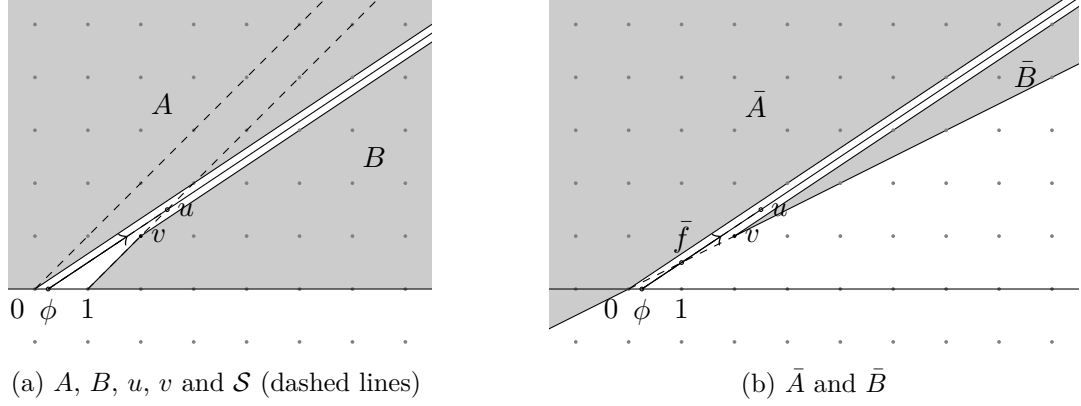 A
B
u
v
0 ϕ 1
(a) A, B, u, v and 𝒮 (dashed lines)
Ā
B̄
u
f̄
v
0 ϕ 1
(b) Ā and B̄